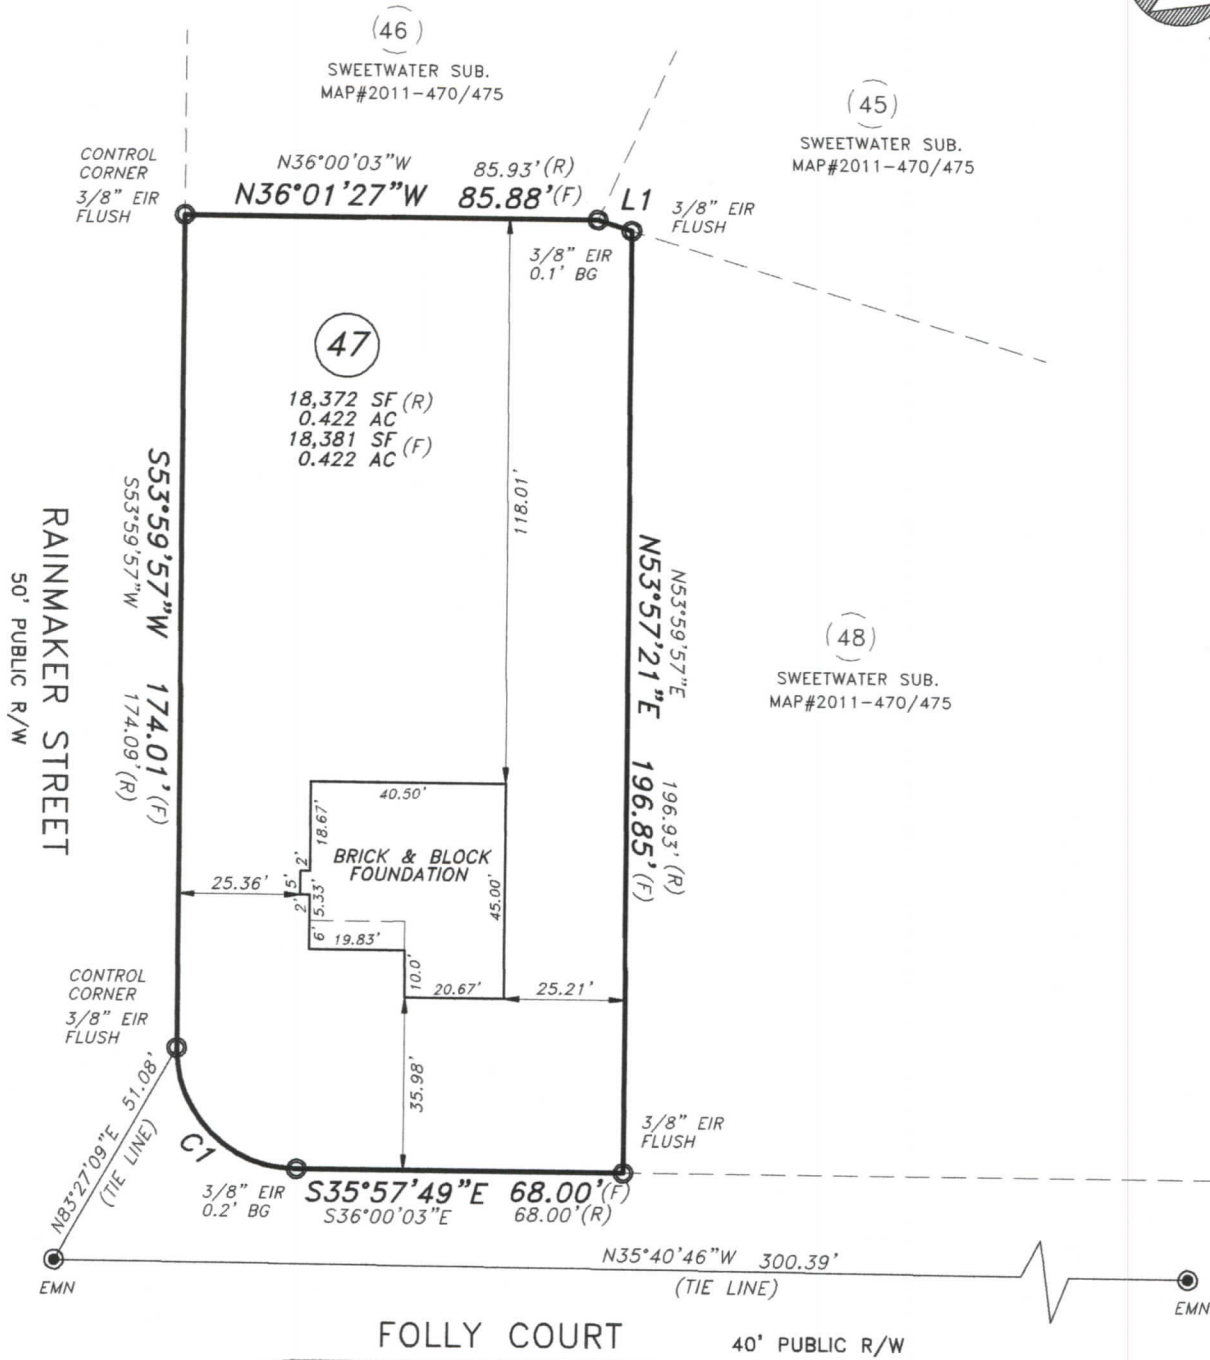 46
SWEETWATER SUB.
MAP#2011-470/475
45
SWEETWATER SUB.
MAP#2011-470/475
CONTROL
CORNER
3/8" EIR
FLUSH
N36°00'03"W 85.93'(R)
N36°01'27"W 85.88'(F)
L1
3/8" EIR
FLUSH
3/8" EIR
0.1' BG
47
18,372 SF (R)
0.422 AC
18,381 SF (F)
0.422 AC
118.01'
S53°59'57"W 174.01'(F)
S53°59'57"W 174.09'(R)
RAINMAKER STREET
50' PUBLIC R/W
N53°59'57"E 196.93'(R)
N53°57'21"E 196.85'(F)
48
SWEETWATER SUB.
MAP#2011-470/475
40.50'
18.67'
BRICK & BLOCK
FOUNDATION
2'
5'
2'
5.33'
6'
25.36'
45.00'
19.83'
10.0'
20.67'
25.21'
35.98'
CONTROL
CORNER
3/8" EIR
FLUSH
N83°27'09"E 51.08'
(TIE LINE)
C1
3/8" EIR
0.2' BG
3/8" EIR
FLUSH
S35°57'49"E 68.00'(F)
S36°00'03"E 68.00'(R)
N35°40'46"W 300.39'
(TIE LINE)
EMN
EMN
FOLLY COURT 40' PUBLIC R/W